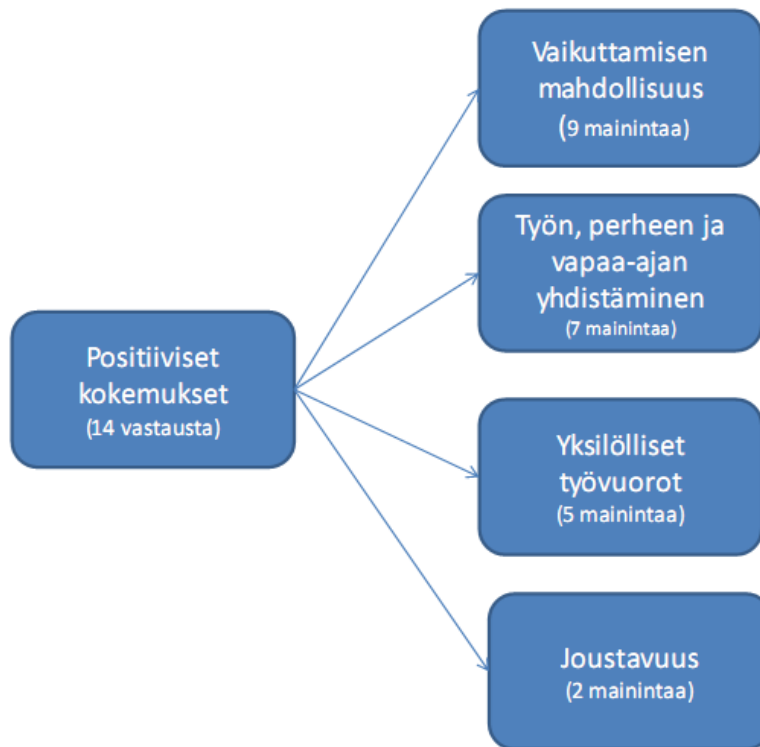 Vaikuttamisen
mahdollisuus
(9 mainintaa)
Työn, perheen ja
vapaa-ajan
yhdistäminen
(7 mainintaa)
Positiiviset
kokemukset
(14 vastausta)
Yksilölliset
työvuorot
(5 mainintaa)
Joustavuus
(2 mainintaa)